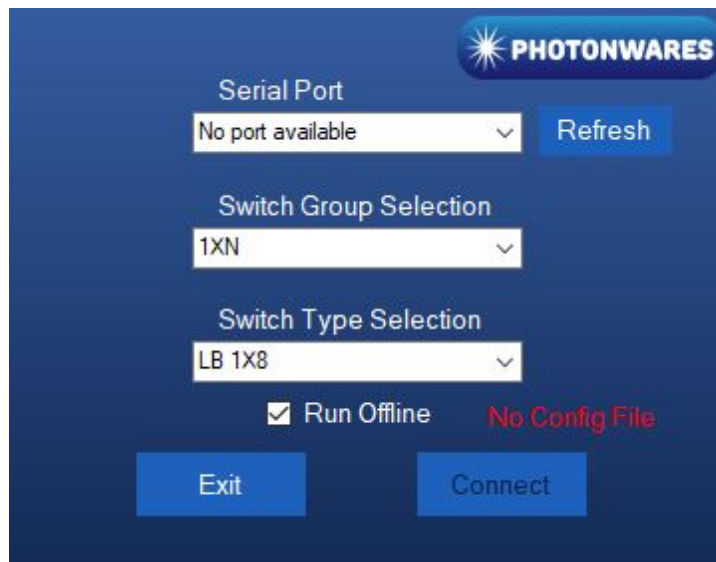 PHOTONWARES
Serial Port
No port available
Refresh
Switch Group Selection
1XN
Switch Type Selection
LB 1X8
Run Offline
No Config File
Exit
Connect